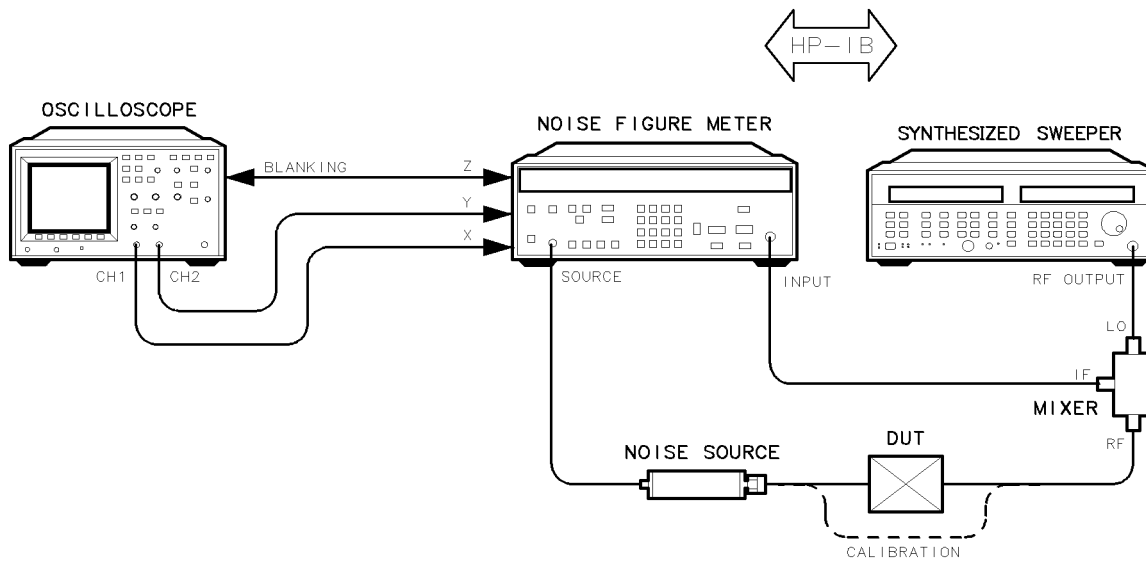 HP-IB
OSCILLOSCOPE
NOISE FIGURE METER
SYNTHESIZED SWEEPER
BLANKING
Z
Y
X
CH1
CH2
SOURCE
INPUT
RF OUTPUT
LO
IF
MIXER
RF
NOISE SOURCE
DUT
CALIBRATION